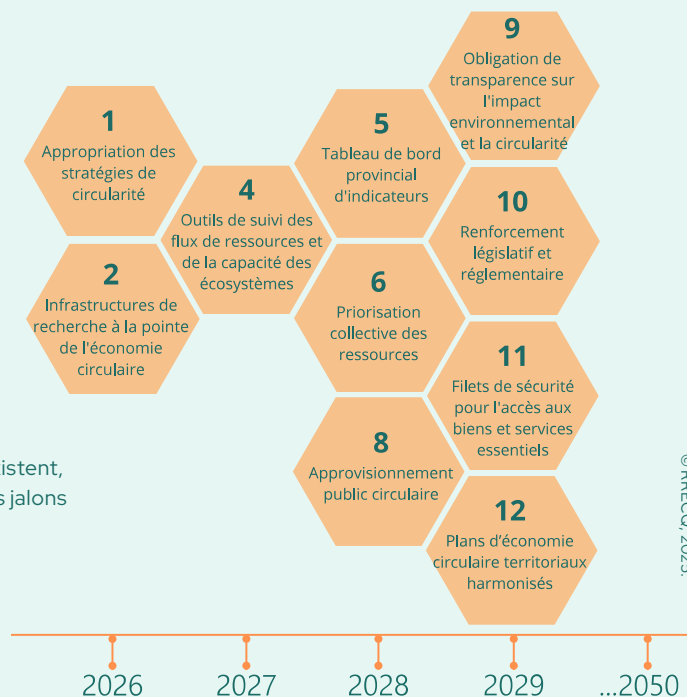 1
Appropriation des
stratégies de
circularité
2
Infrastructures de
recherche à la pointe
de l'économie
circulaire
4
Outils de suivi des
flux de ressources et
de la capacité des
écosystèmes
5
Tableau de bord
provincial
d'indicateurs
6
Priorisation
collective des
ressources
8
Approvisionnement
public circulaire
9
Obligation de
transparence sur
l'impact
environnemental
et la circularité
10
Renforcement
législatif et
réglementaire
11
Filets de sécurité
pour l'accès aux
biens et services
essentiels
12
Plans d'économie
circulaire territoriaux
harmonisés
istent,
s jalons
2026
2027
2028
2029
...2050